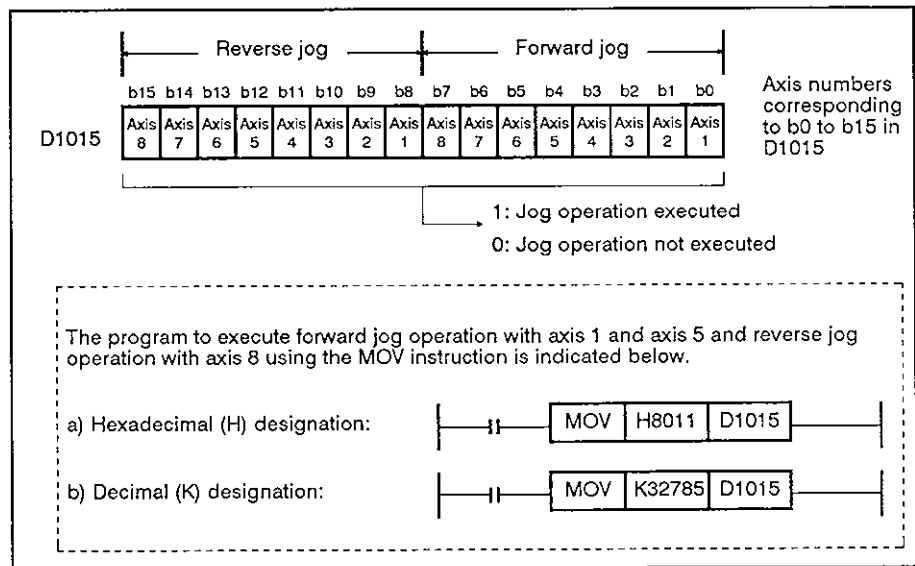 Reverse jog Forward jog
b15 b14 b13 b12 b11 b10 b9 b8 b7 b6 b5 b4 b3 b2 b1 b0
D1015
Axis 8 Axis 7 Axis 6 Axis 5 Axis 4 Axis 3 Axis 2 Axis 1 Axis 8 Axis 7 Axis 6 Axis 5 Axis 4 Axis 3 Axis 2 Axis 1
Axis numbers
corresponding
to b0 to b15 in
D1015
1: Jog operation executed
0: Jog operation not executed
The program to execute forward jog operation with axis 1 and axis 5 and reverse jog
operation with axis 8 using the MOV instruction is indicated below.
a) Hexadecimal (H) designation: MOV H8011 D1015
b) Decimal (K) designation: MOV K32785 D1015